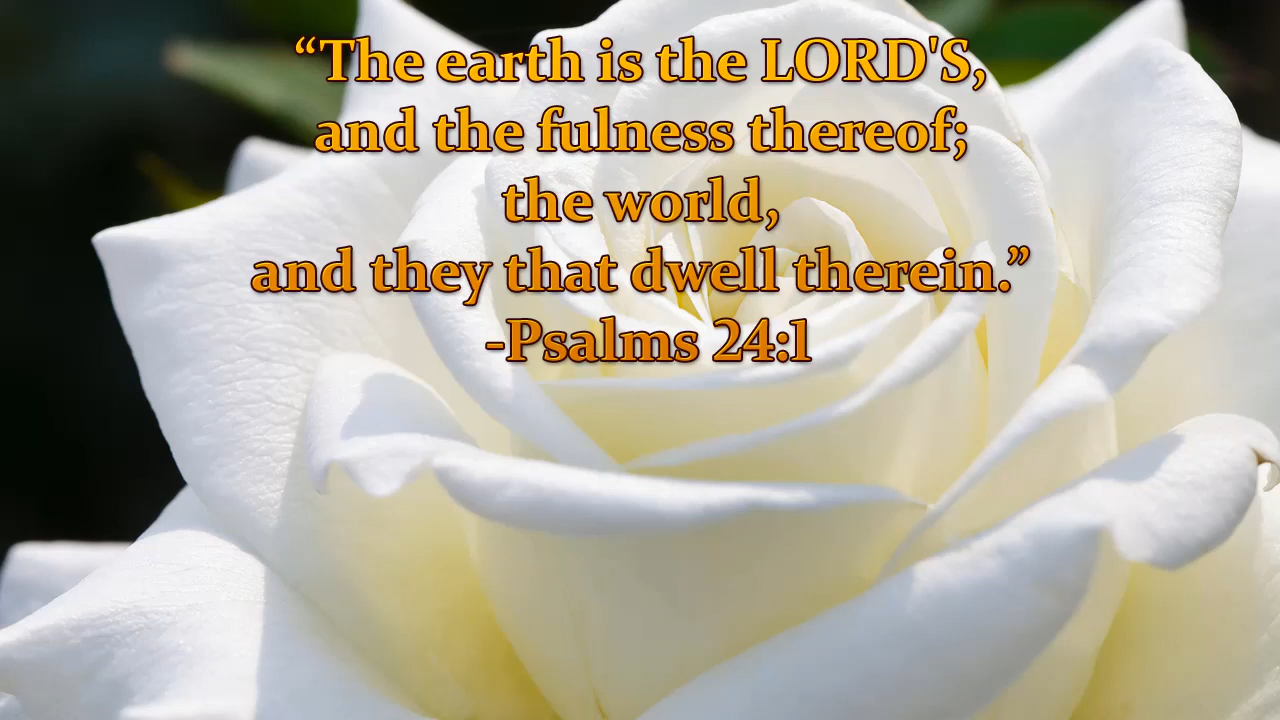 “The earth is the LORD'S,
and the fulness thereof;
the world,
and they that dwell therein.”
-Psalms 24:1